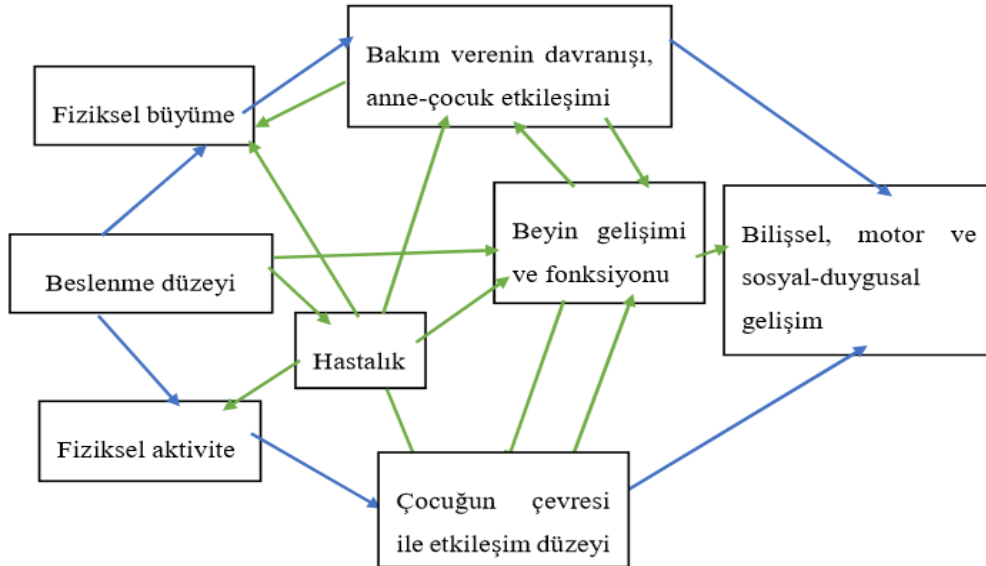 Bakım verenin davranışı,
anne-çocuk etkileşimi
Fiziksel büyüme
Beyin gelişimi
ve fonksiyonu
Bilişsel, motor ve
sosyal-duygusal
gelişim
Beslenme düzeyi
Hastalık
Fiziksel aktivite
Çocuğun çevresi
ile etkileşim düzeyi